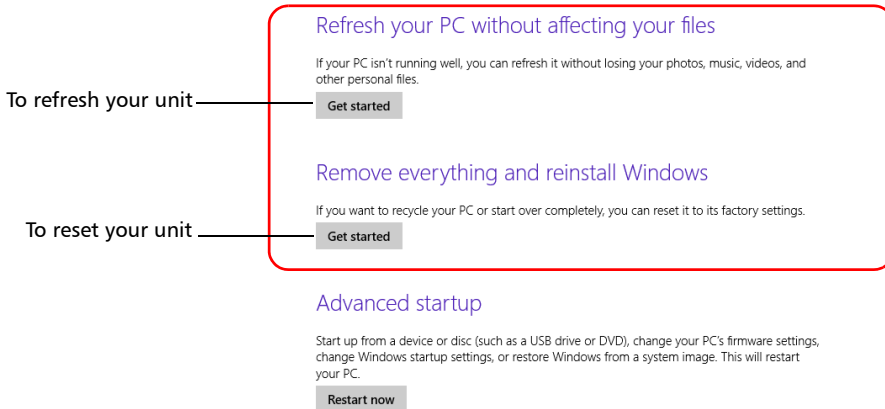 Refresh your PC without affecting your files
If your PC isn't running well, you can refresh it without losing your photos, music, videos, and
other personal files.
To refresh your unit
Get started
Remove everything and reinstall Windows
If you want to recycle your PC or start over completely, you can reset it to its factory settings.
To reset your unit
Get started
Advanced startup
Start up from a device or disc (such as a USB drive or DVD), change your PC's firmware settings,
change Windows startup settings, or restore Windows from a system image. This will restart
your PC.
Restart now